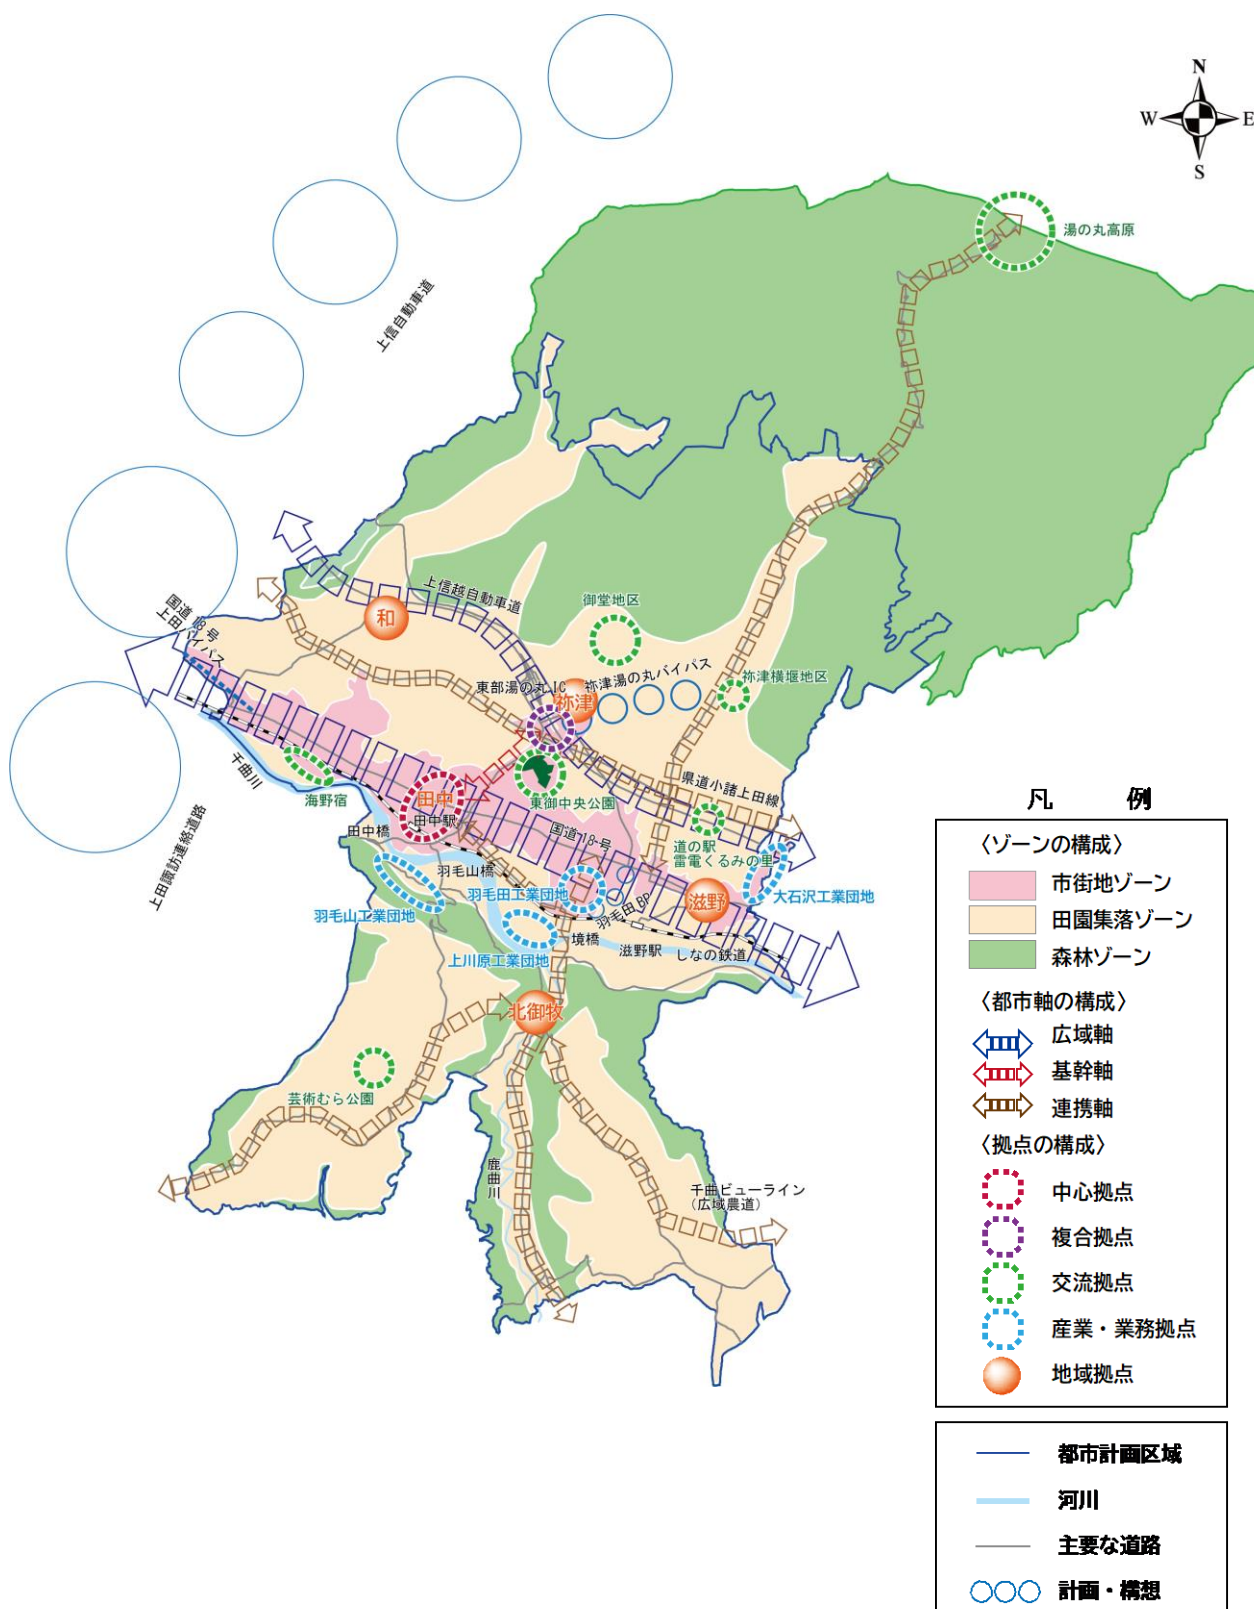 N
W
E
S
湯の丸高原
上信自動車道
上信越自動車道
国道18号
上田バイパス
和
御堂地区
東部湯の丸IC
祢津湯の丸バイパス
祢津横堰地区
祢津
千曲川
海野宿
田中
田中駅
東御中央公園
県道小諸上田線
国道18号
道の駅
雷電くるみの里
上田諏訪連絡道路
田中橋
羽毛山橋
羽毛田工業団地
羽毛山工業団地
羽毛田BP
滋野
大石沢工業団地
上川原工業団地
境橋
滋野駅
しなの鉄道
北御牧
芸術むら公園
鹿曲川
千曲ビューライン
(広域農道)
凡 例
〈ゾーンの構成〉
市街地ゾーン
田園集落ゾーン
森林ゾーン
〈都市軸の構成〉
広域軸
基幹軸
連携軸
〈拠点の構成〉
中心拠点
複合拠点
交流拠点
産業・業務拠点
地域拠点
都市計画区域
河川
主要な道路
計画・構想